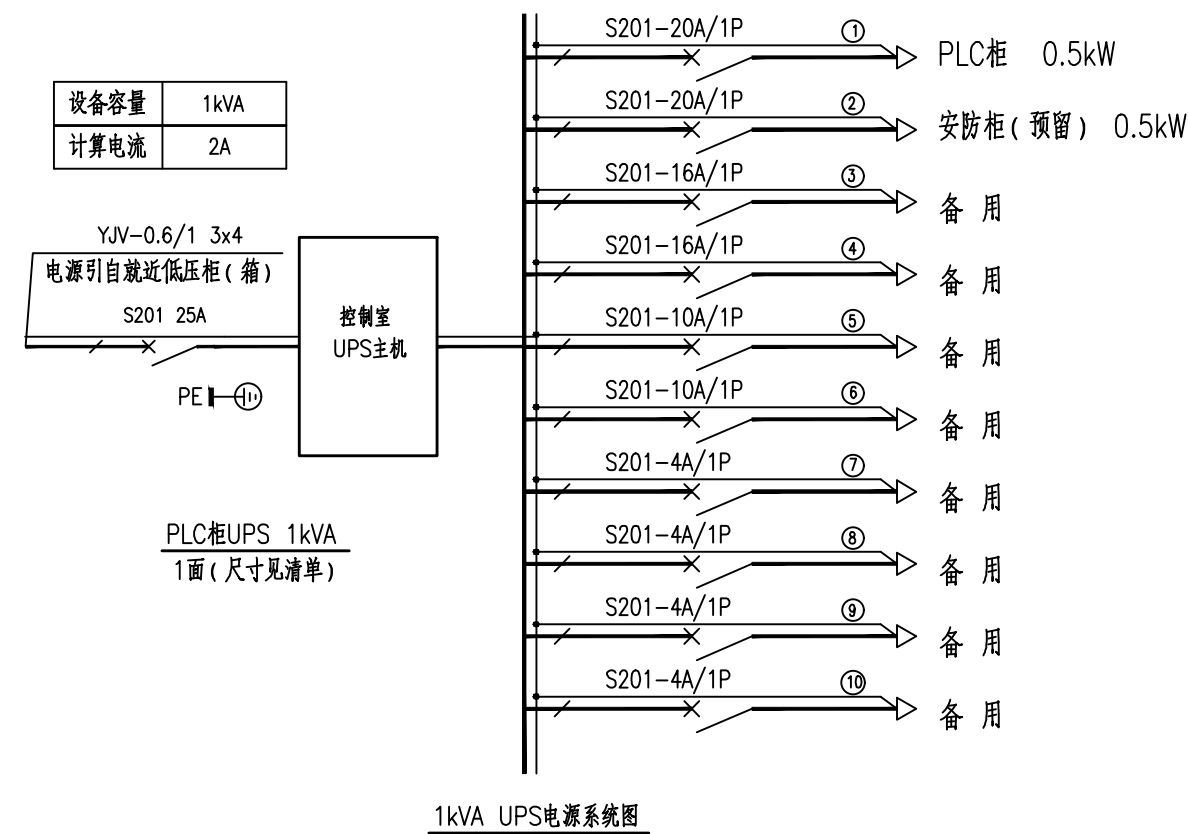 设备容量 1kVA
计算电流 2A
YJV-0.6/1 3x4
电源引自就近低压柜(箱)
S201 25A
PE
控制室
UPS主机
PLC柜UPS 1kVA
1面(尺寸见清单)
S201-20A/1P ① PLC柜 0.5kW
S201-20A/1P ② 安防柜(预留) 0.5kW
S201-16A/1P ③ 备用
S201-16A/1P ④ 备用
S201-10A/1P ⑤ 备用
S201-10A/1P ⑥ 备用
S201-4A/1P ⑦ 备用
S201-4A/1P ⑧ 备用
S201-4A/1P ⑨ 备用
S201-4A/1P ⑩ 备用
1kVA UPS电源系统图